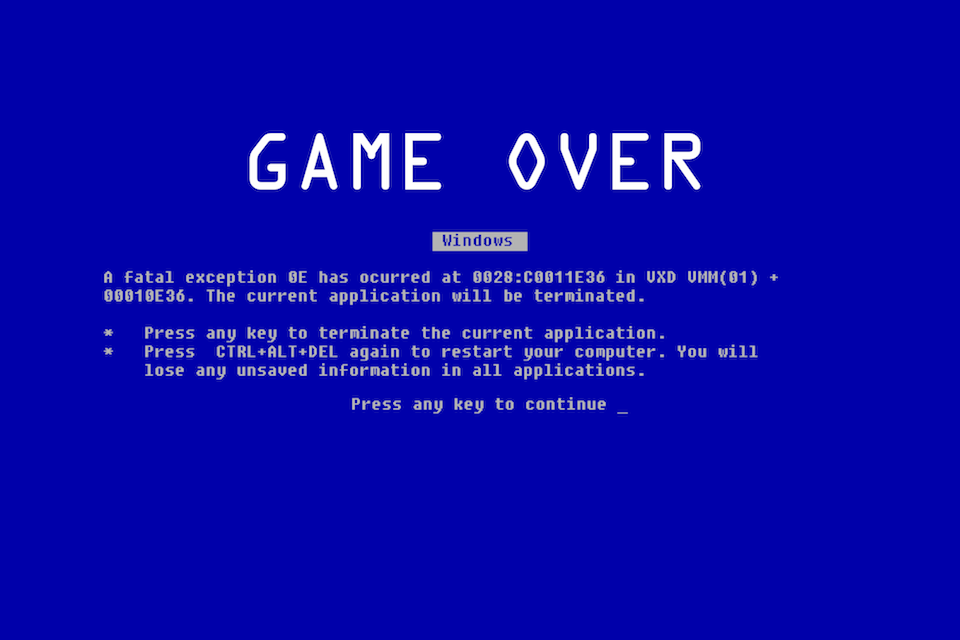 GAME OVER
Windows
A fatal exception 0E has ocurred at 0028:C0011E36 in VXD VMM(01) +
00010E36. The current application will be terminated.
* Press any key to terminate the current application.
* Press CTRL+ALT+DEL again to restart your computer. You will
lose any unsaved information in all applications.
Press any key to continue _